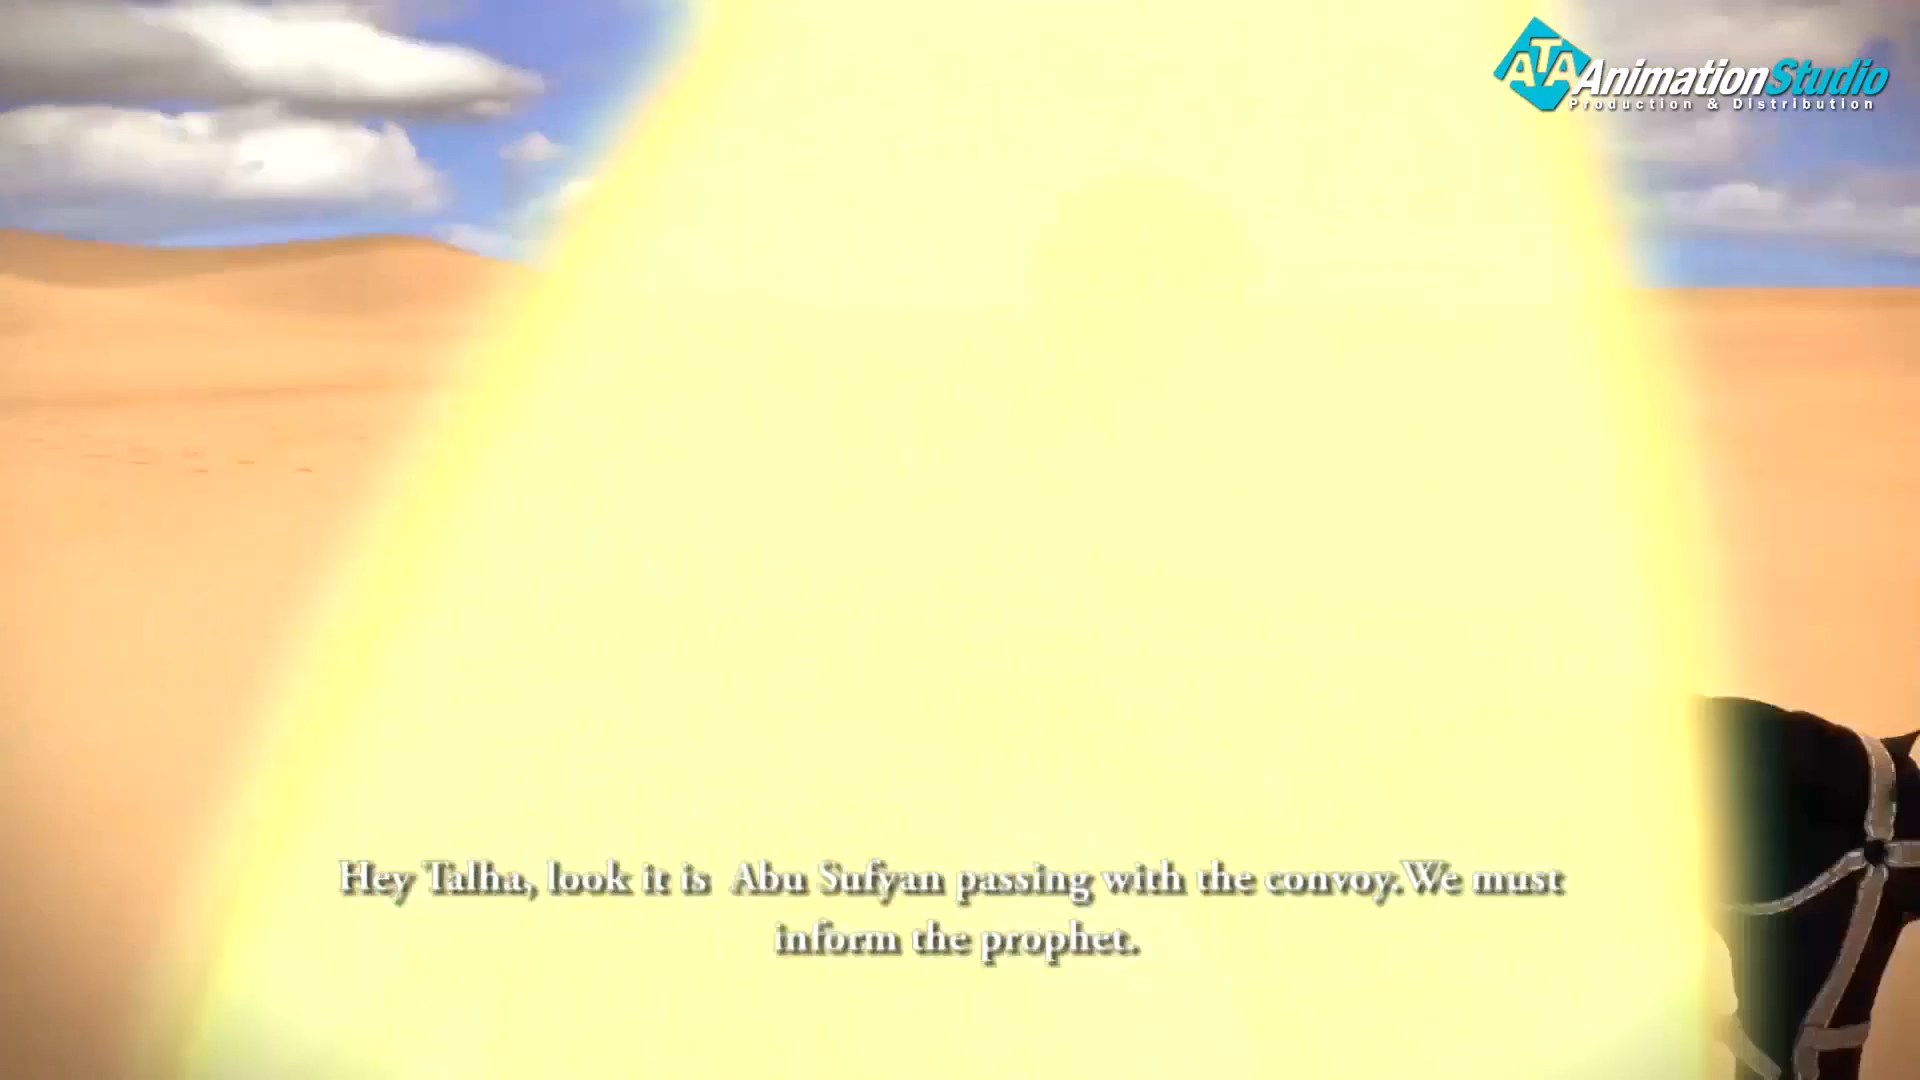 ATA AnimationStudio
Production & Distribution
Hey Talha, look it is  Abu Sufyan passing with the convoy.We must
inform the prophet.